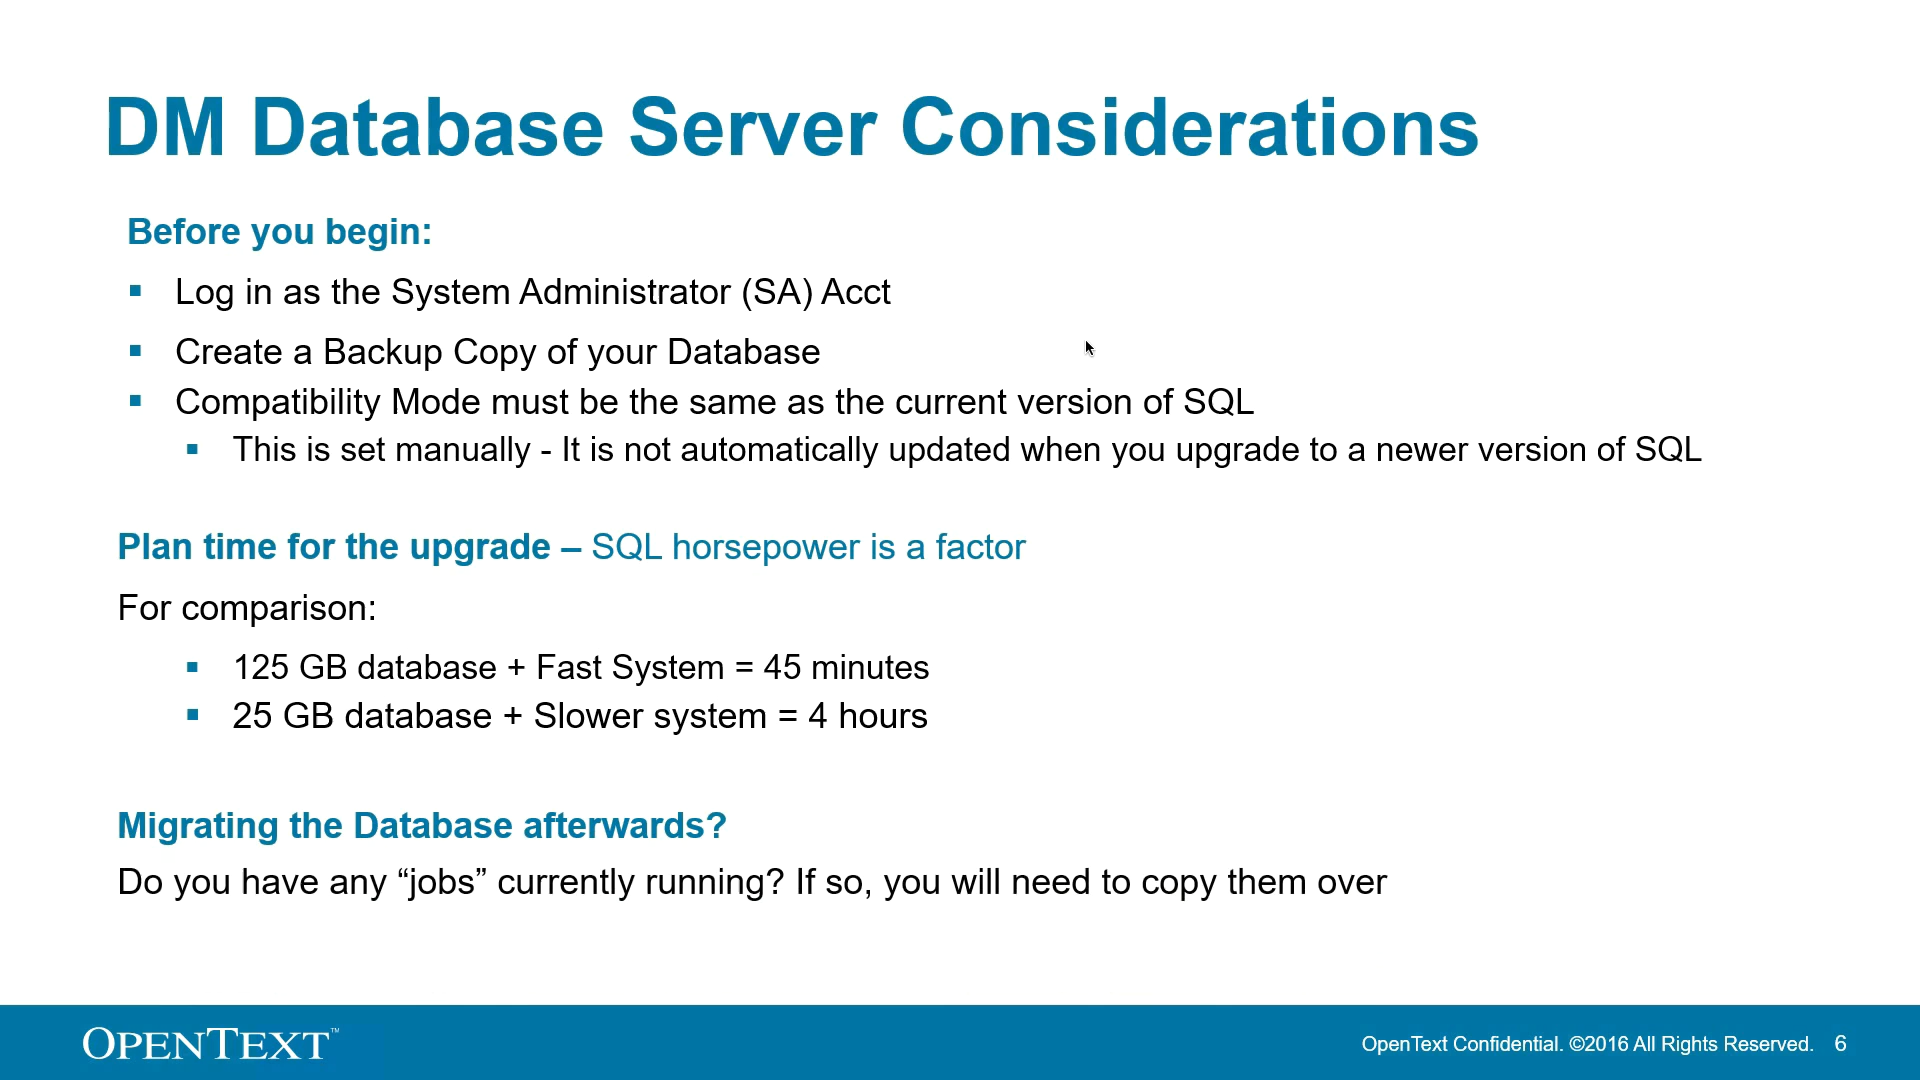 DM Database Server Considerations
Before you begin:
Log in as the System Administrator (SA) Acct
Create a Backup Copy of your Database
Compatibility Mode must be the same as the current version of SQL
This is set manually - It is not automatically updated when you upgrade to a newer version of SQL
Plan time for the upgrade – SQL horsepower is a factor
For comparison:
125 GB database + Fast System = 45 minutes
25 GB database + Slower system = 4 hours
Migrating the Database afterwards?
Do you have any “jobs” currently running? If so, you will need to copy them over
OPENTEXT™
OpenText Confidential. ©2016 All Rights Reserved. 6